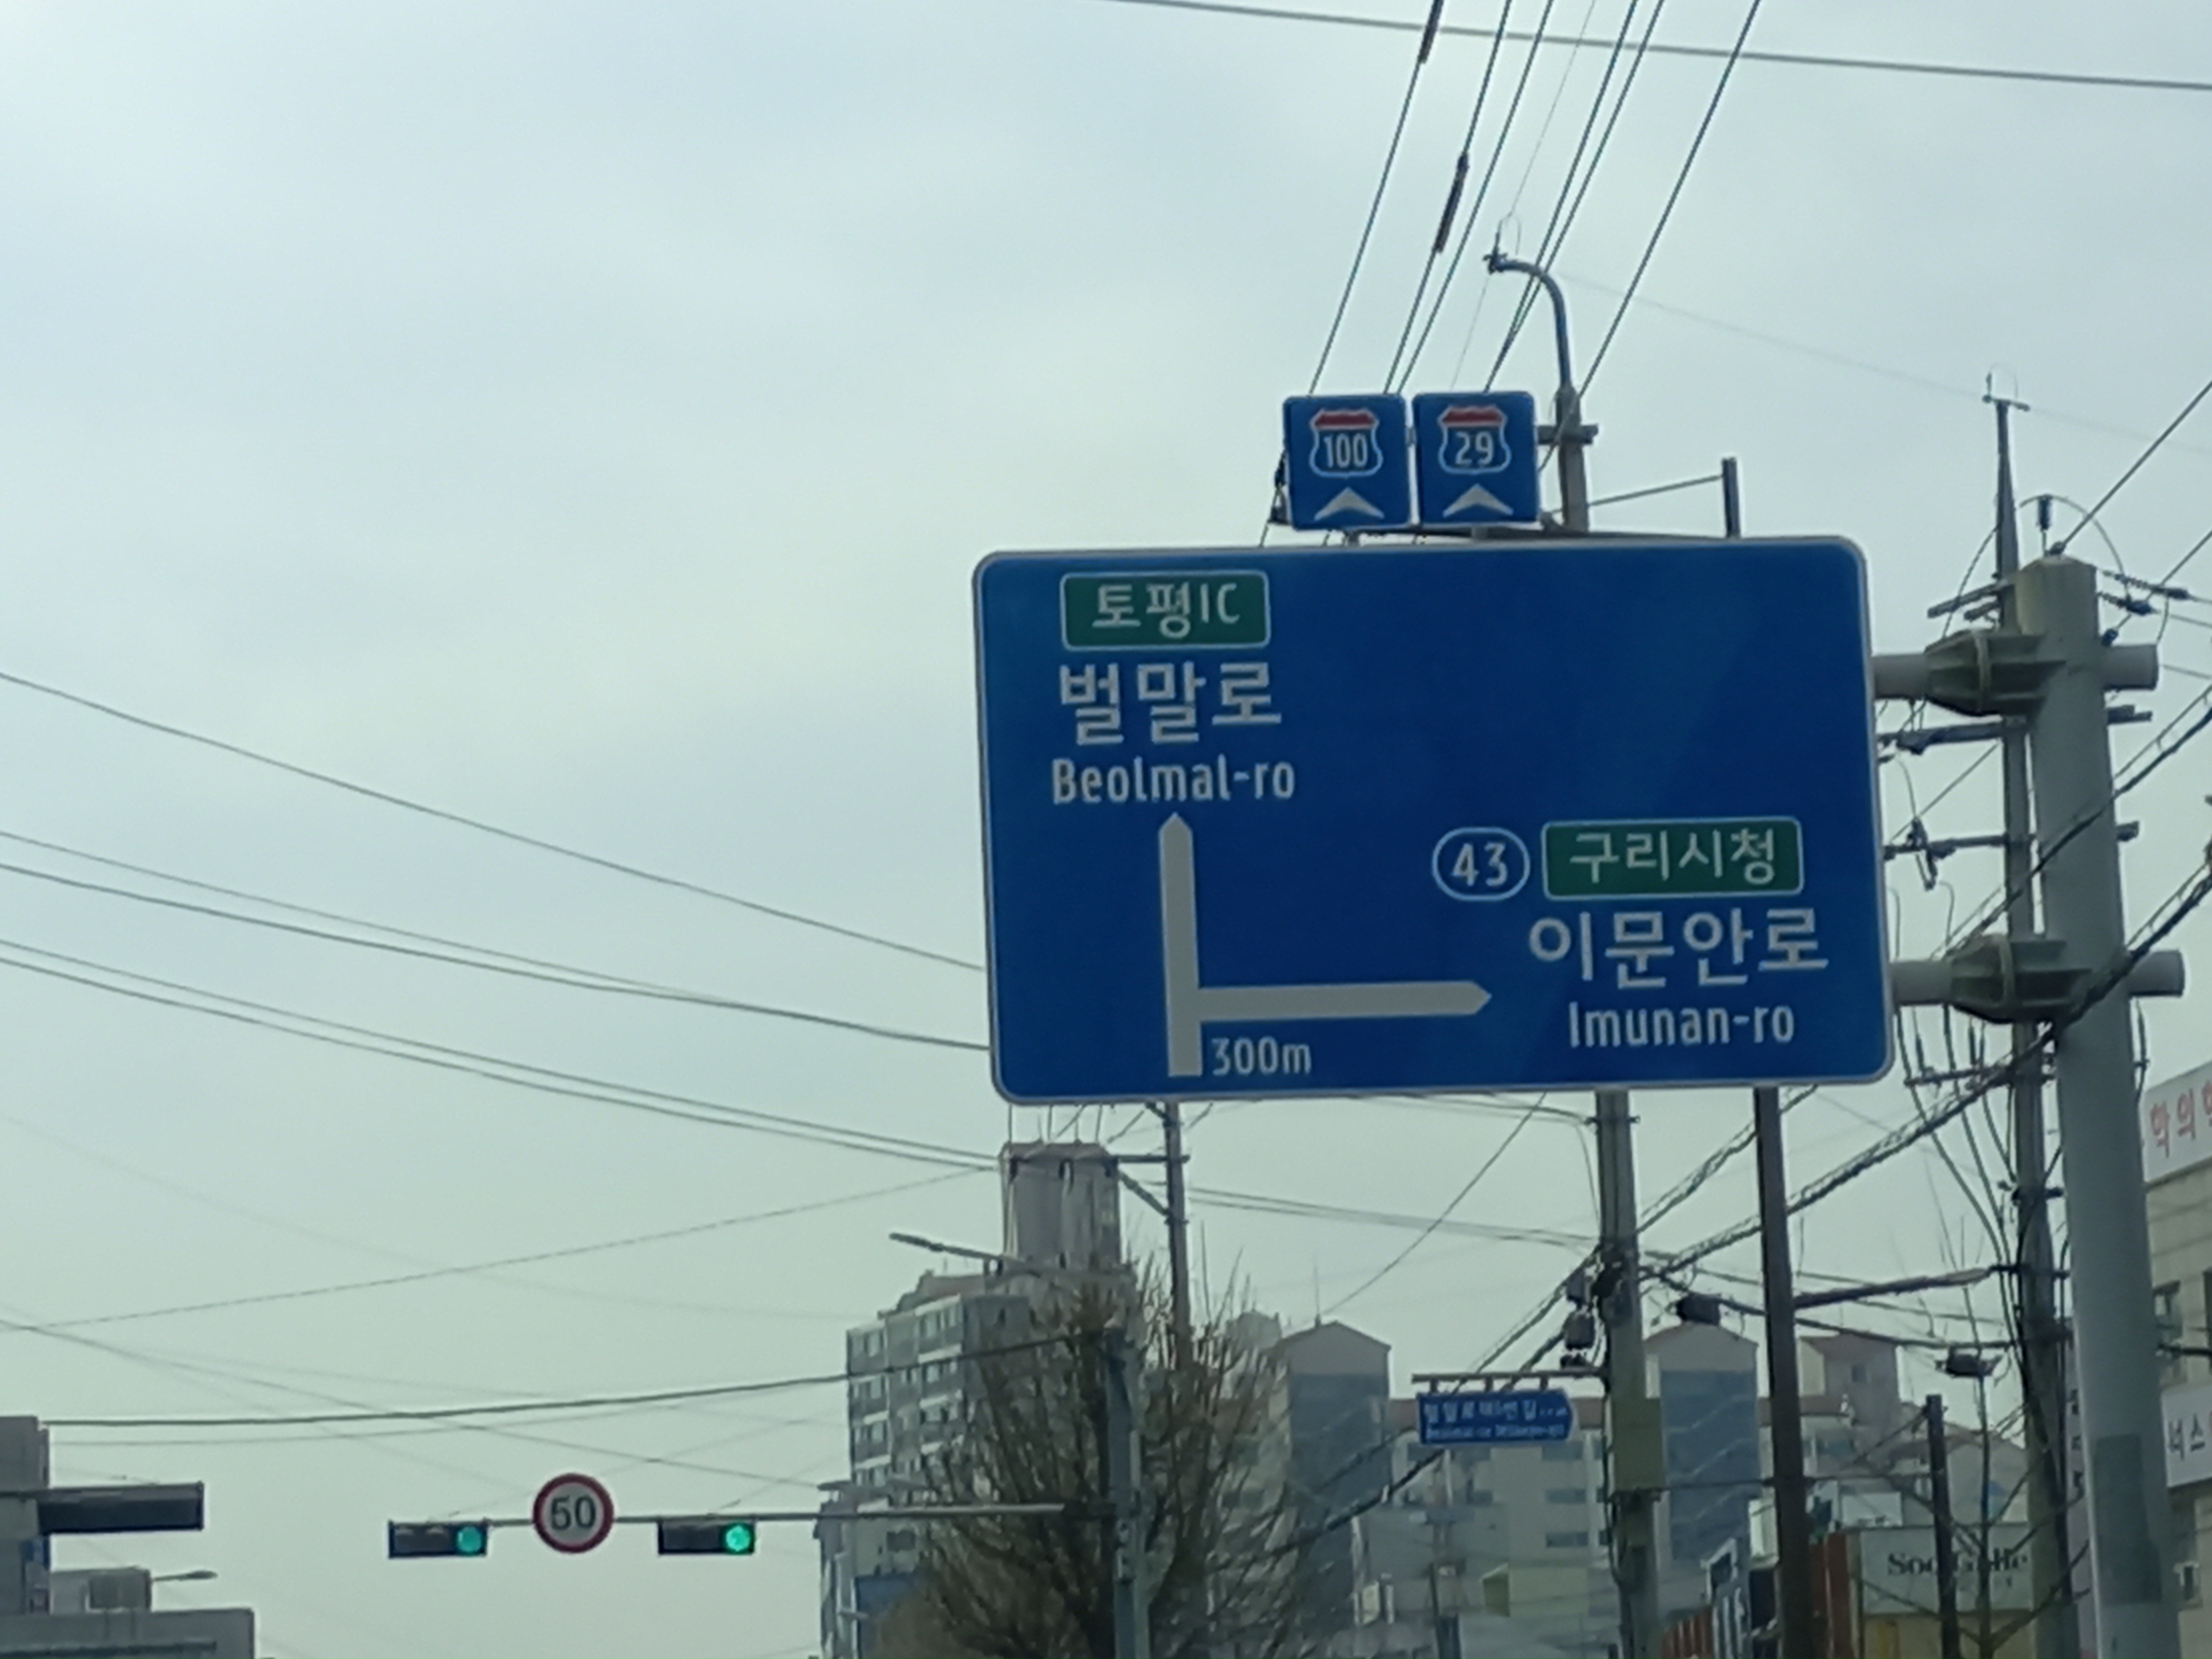 100
29
토평IC
벌말로
Beolmal-ro
43
구리시청
이문안로
Imunan-ro
300m
50